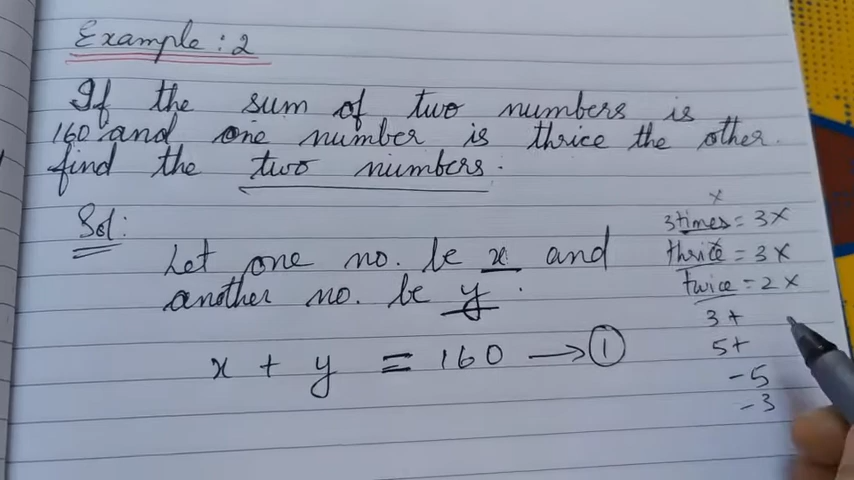 Example : 2
If the sum of two numbers is
160 and one number is thrice the other.
find the two numbers.
Sol:
Let one no. be x and
another no. be y.
x + y = 160 → ①
x
3 times = 3x
thrice = 3x
twice = 2x
3+
5+
-5
-3